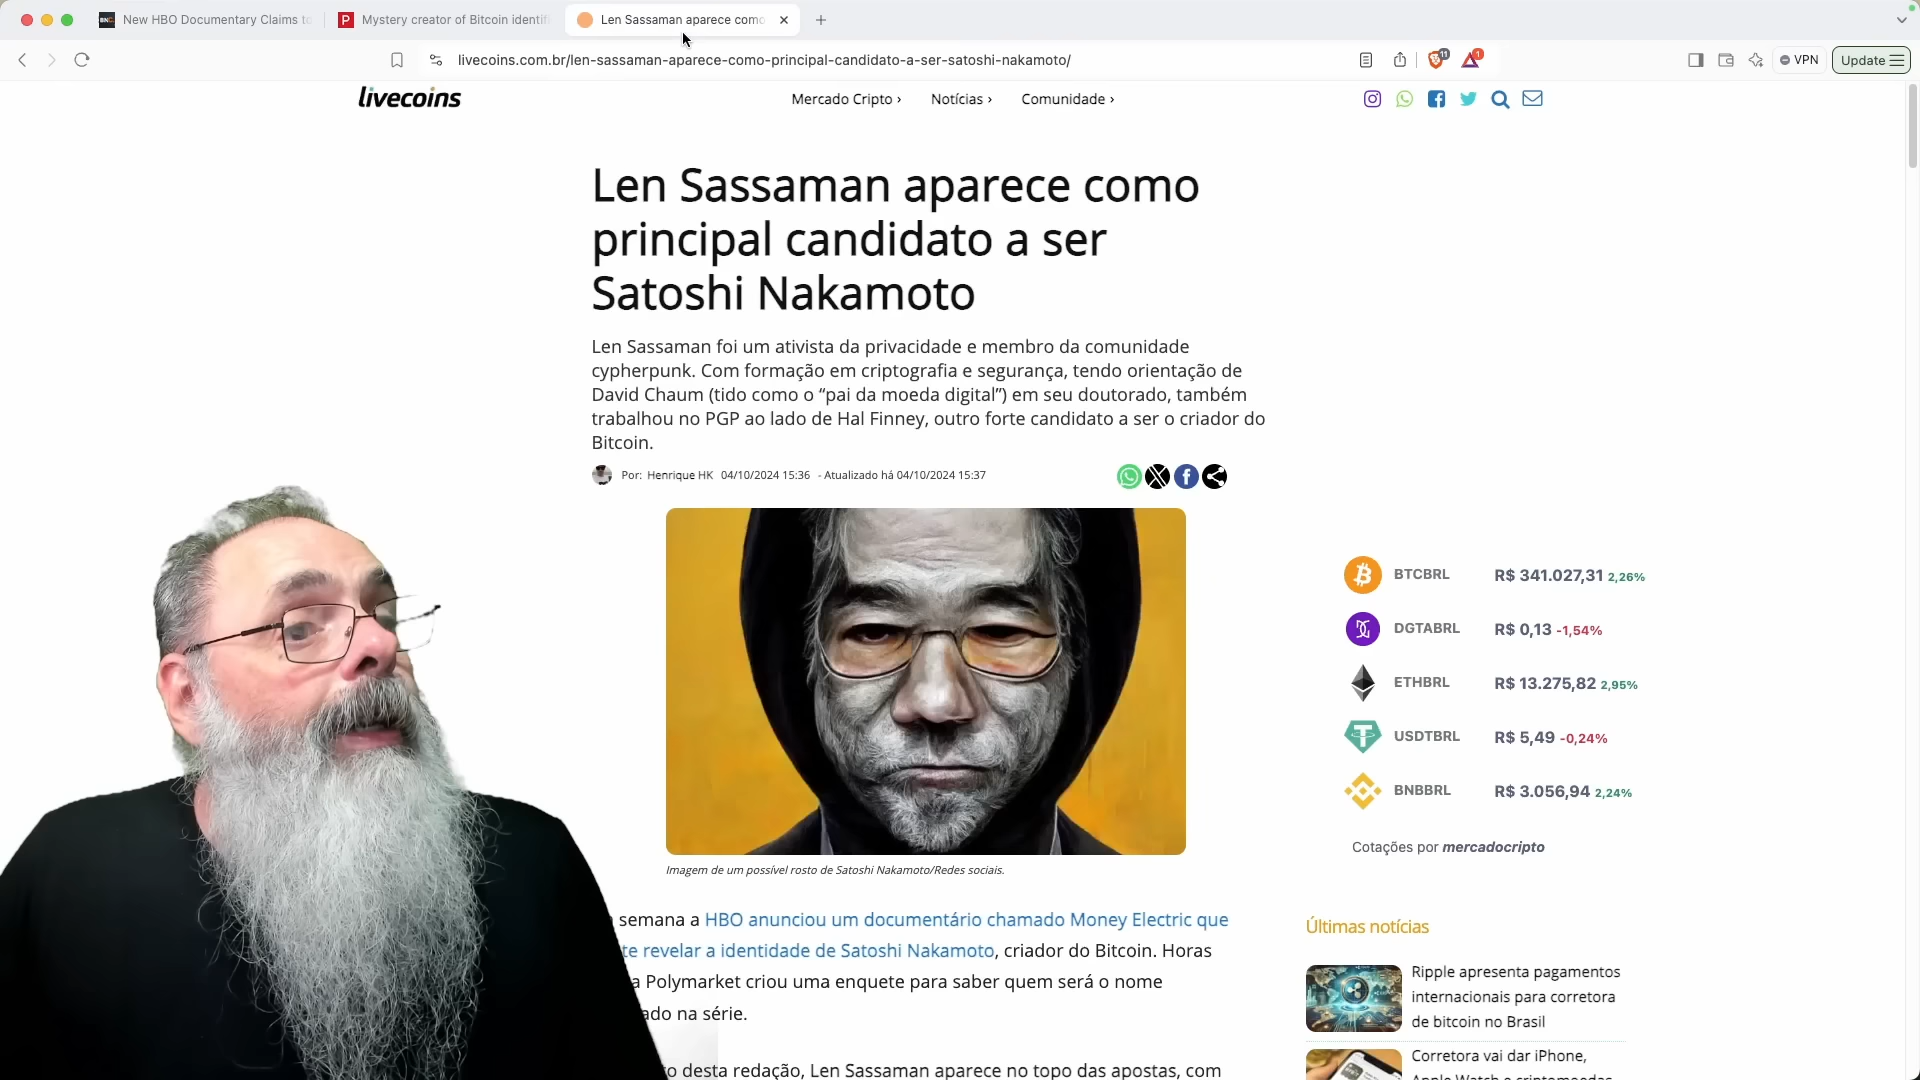 New HBO Documentary Claims to
Mystery creator of Bitcoin identifi
Len Sassaman aparece como
livecoins.com.br/len-sassaman-aparece-como-principal-candidato-a-ser-satoshi-nakamoto/
11
1
VPN
Update
livecoins
Mercado Cripto ›
Notícias ›
Comunidade ›
Len Sassaman aparece como
principal candidato a ser
Satoshi Nakamoto
Len Sassaman foi um ativista da privacidade e membro da comunidade
cypherpunk. Com formação em criptografia e segurança, tendo orientação de
David Chaum (tido como o “pai da moeda digital”) em seu doutorado, também
trabalhou no PGP ao lado de Hal Finney, outro forte candidato a ser o criador do
Bitcoin.
Por: Henrique HK 04/10/2024 15:36 - Atualizado há 04/10/2024 15:37
Imagem de um possível rosto de Satoshi Nakamoto/Redes sociais.
semana a HBO anunciou um documentário chamado Money Electric que
te revelar a identidade de Satoshi Nakamoto, criador do Bitcoin. Horas
a Polymarket criou uma enquete para saber quem será o nome
ado na série.
o desta redação, Len Sassaman aparece no topo das apostas, com
BTCBRL R$ 341.027,31 2,26%
DGTABRL R$ 0,13 -1,54%
ETHBRL R$ 13.275,82 2,95%
USDTBRL R$ 5,49 -0,24%
BNBBRL R$ 3.056,94 2,24%
Cotações por mercadocripto
Últimas notícias
Ripple apresenta pagamentos
internacionais para corretora
de bitcoin no Brasil
Corretora vai dar iPhone,
Apple Watch e criptomoedas